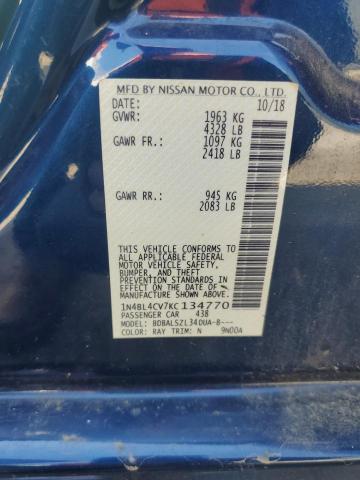 MFD BY NISSAN MOTOR CO., LTD.
DATE: 10/18
GVWR: 1963 KG
4328 LB
GAWR FR: 1097 KG
2418 LB
GAWR RR: 945 KG
2083 LB
THIS VEHICLE CONFORMS TO
ALL APPLICABLE FEDERAL
MOTOR VEHICLE SAFETY,
BUMPER, AND THEFT
PREVENTION STANDARDS IN
EFFECT ON THE DATE OF
MANUFACTURE SHOWN ABOVE.
1N4BL4CV7KC134770
PASSENGER CAR 438
MODEL: BDBALSZL34DUA-B---
COLOR: RAY TRIM: N 9N00A